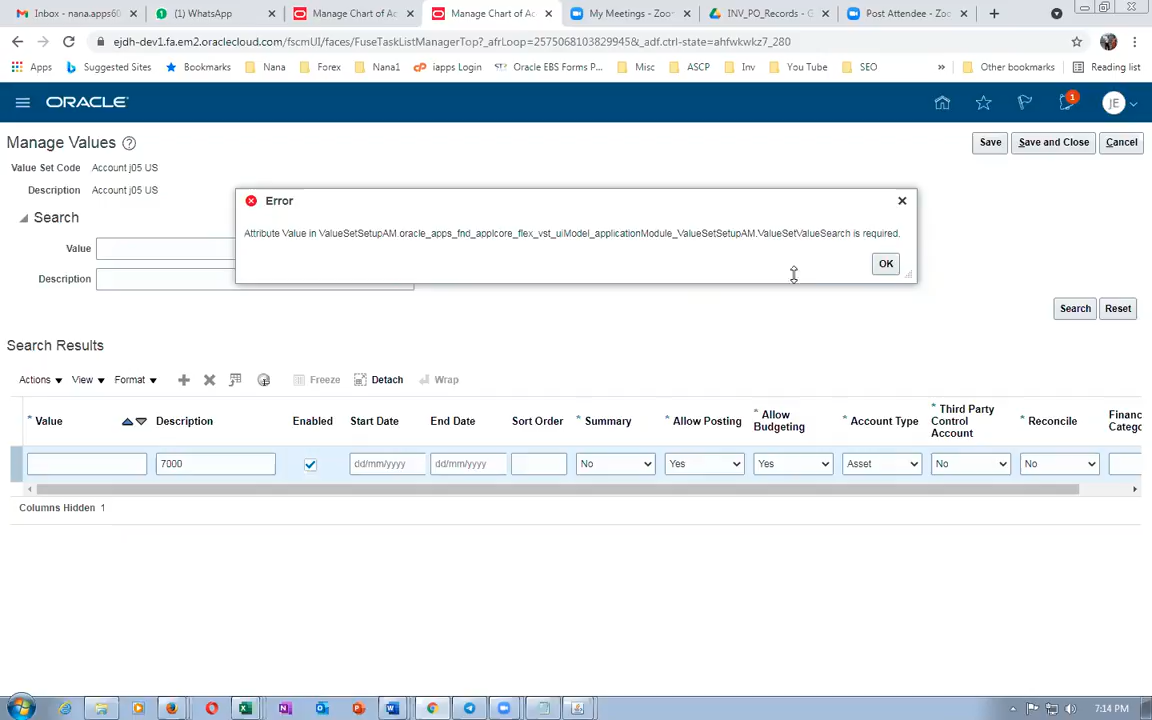 Inbox - nana.apps60
(1) WhatsApp
Manage Chart of Ac
Manage Chart of Ac
My Meetings - Zoo
INV_PO_Records - G
Post Attendee - Zoo
ejdh-dev1.fa.em2.oraclecloud.com/fscmUI/faces/FuseTaskListManagerTop?_afrLoop=2575068103829945&_adf.ctrl-state=ahfwkwkz7_280
Apps
Suggested Sites
Bookmarks
Nana
Forex
Nana1
iapps Login
Oracle EBS Forms P...
Misc
ASCP
Inv
You Tube
SEO
»
Other bookmarks
Reading list
ORACLE
1
JE
Manage Values
Save
Save and Close
Cancel
Value Set Code Account j05 US
Description Account j05 US
Error
Search
Attribute Value in ValueSetSetupAM.oracle_apps_fnd_applcore_flex_vst_uiModel_applicationModule_ValueSetSetupAM.ValueSetValueSearch is required.
Value
OK
Description
Search
Reset
Search Results
Actions
View
Format
Freeze
Detach
Wrap
* Value
Description
Enabled
Start Date
End Date
Sort Order
* Summary
* Allow Posting
* Allow Budgeting
* Account Type
* Third Party Control Account
* Reconcile
Financ Categc
7000
dd/mm/yyyy
dd/mm/yyyy
No
Yes
Yes
Asset
No
No
Columns Hidden 1
7:14 PM